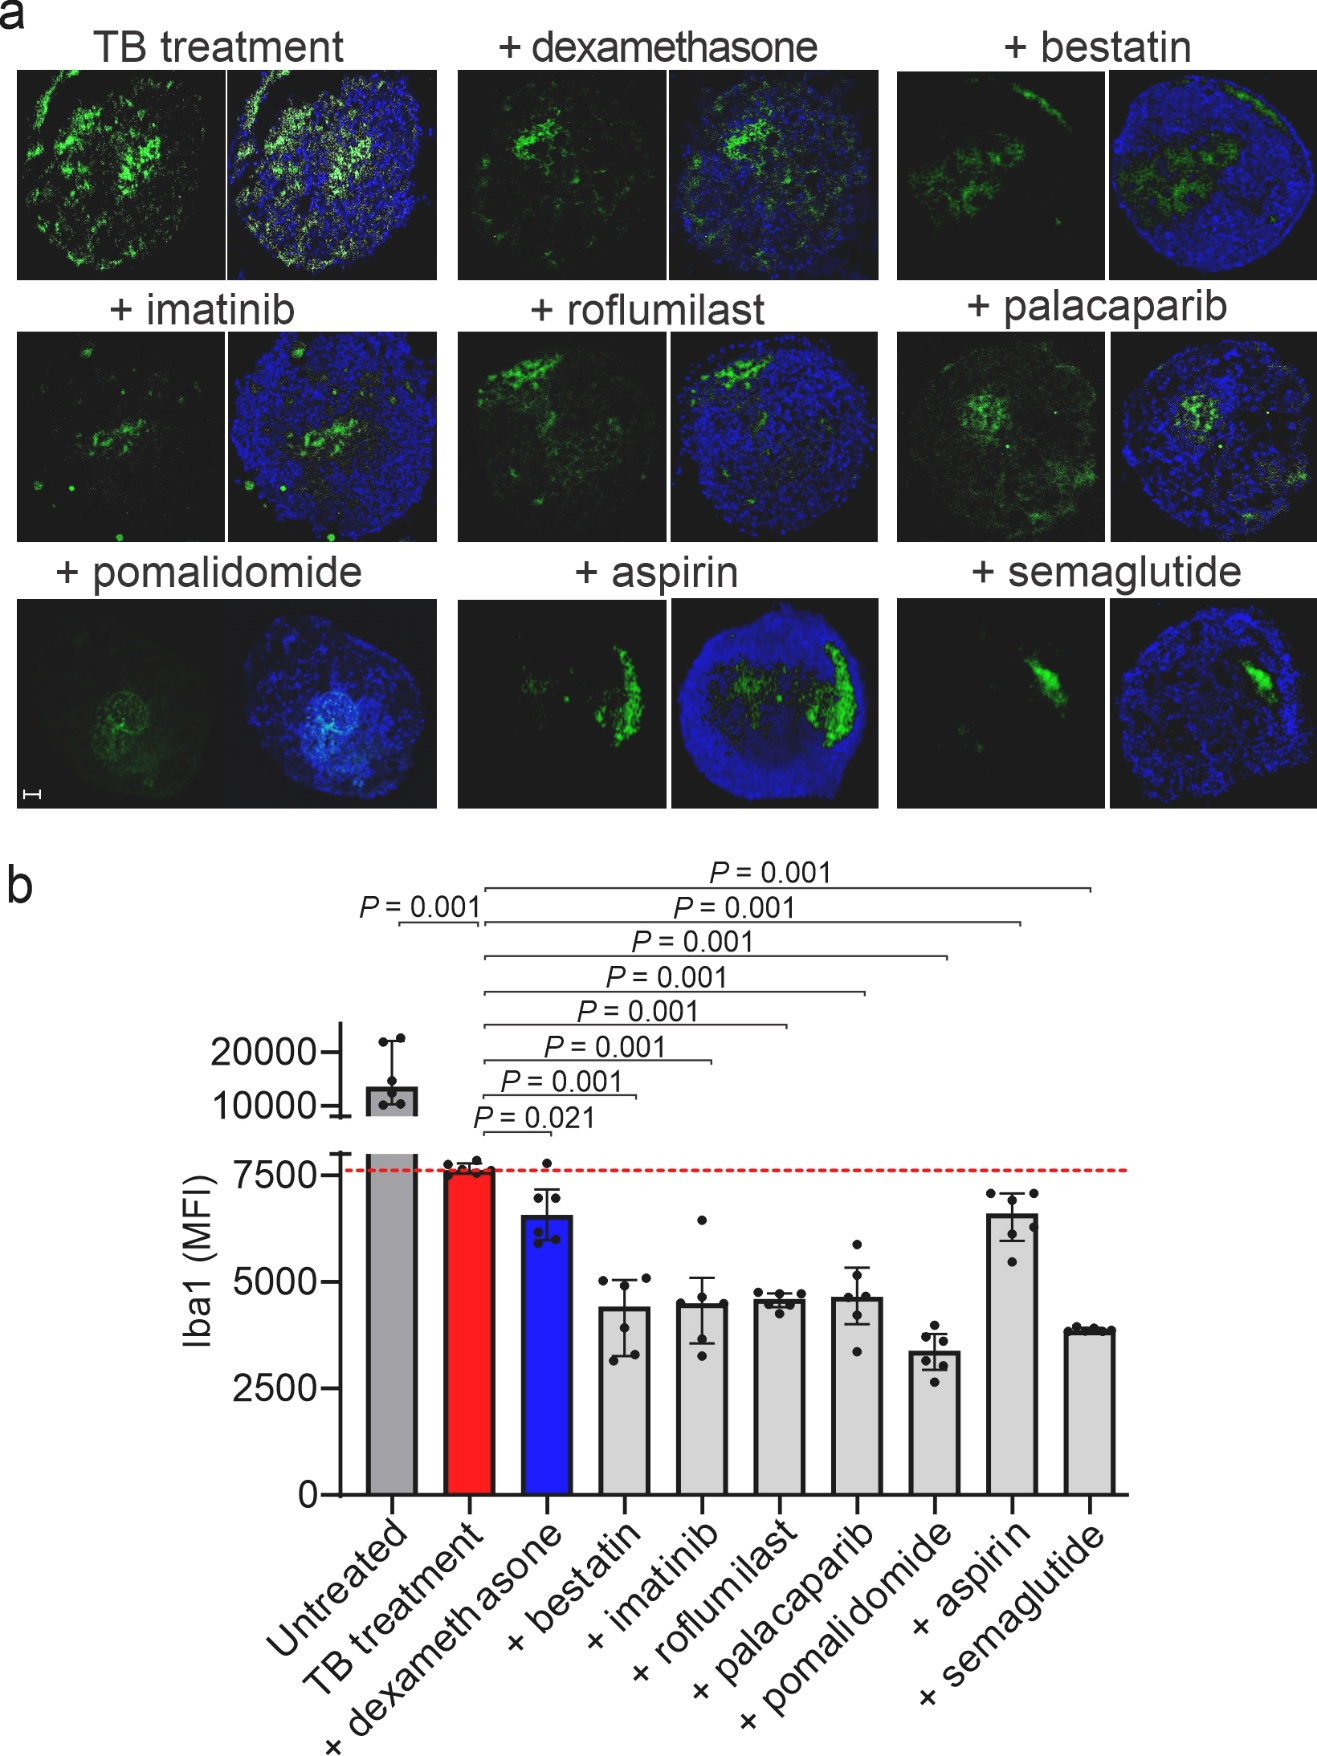 a
TB treatment
+ dexamethasone
+ bestatin
+ imatinib
+ roflumilast
+ palacaparib
+ pomalidomide
+ aspirin
+ semaglutide
b
P = 0.001
P = 0.001
P = 0.001
P = 0.001
P = 0.001
P = 0.001
P = 0.001
P = 0.001
P = 0.021
20000
10000
7500
5000
2500
0
Iba1 (MFI)
Untreated
TB treatment
+ dexamethasone
+ bestatin
+ imatinib
+ roflumilast
+ palacaparib
+ pomalidomide
+ aspirin
+ semaglutide